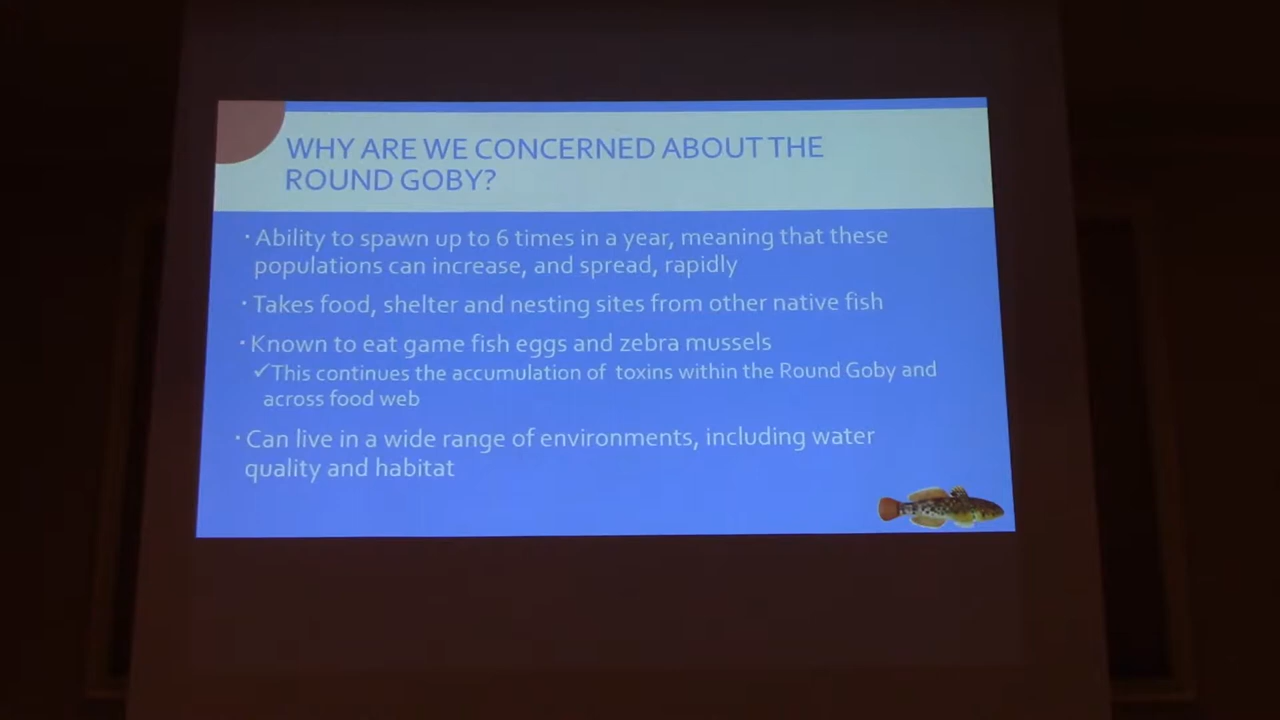 WHY ARE WE CONCERNED ABOUT THE
ROUND GOBY?
· Ability to spawn up to 6 times in a year, meaning that these
populations can increase, and spread, rapidly
· Takes food, shelter and nesting sites from other native fish
· Known to eat game fish eggs and zebra mussels
✓This continues the accumulation of toxins within the Round Goby and
across food web
· Can live in a wide range of environments, including water
quality and habitat